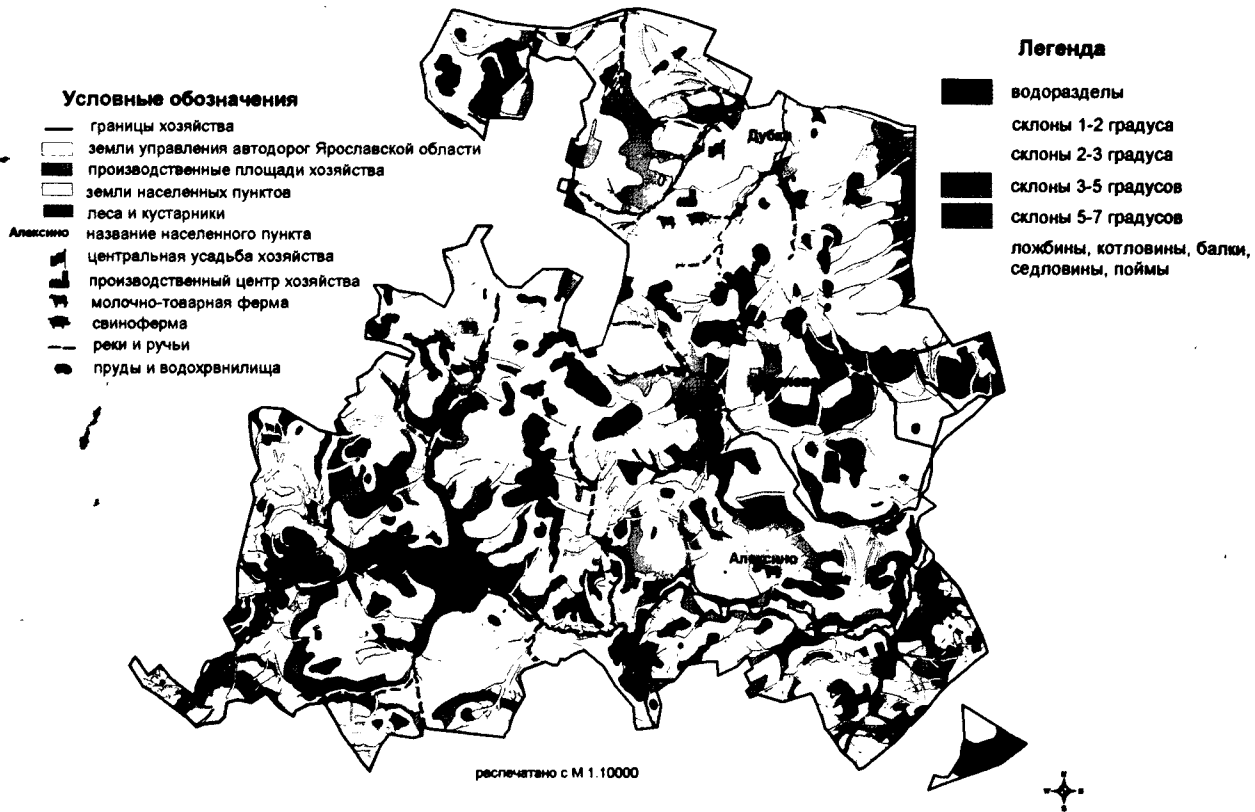 Условные обозначения
границы хозяйства
земли управления автодорог Ярославской области
производственные площади хозяйства
земли населенных пунктов
леса и кустарники
Алексино название населенного пункта
центральная усадьба хозяйства
производственный центр хозяйства
молочно-товарная ферма
свиноферма
реки и ручьи
пруды и водохрвнилища
Легенда
водоразделы
склоны 1-2 градуса
склоны 2-3 градуса
склоны 3-5 градусов
склоны 5-7 градусов
ложбины, котловины, балки,
седловины, поймы
Дубки
Алексино
распечатано с М 1.10000